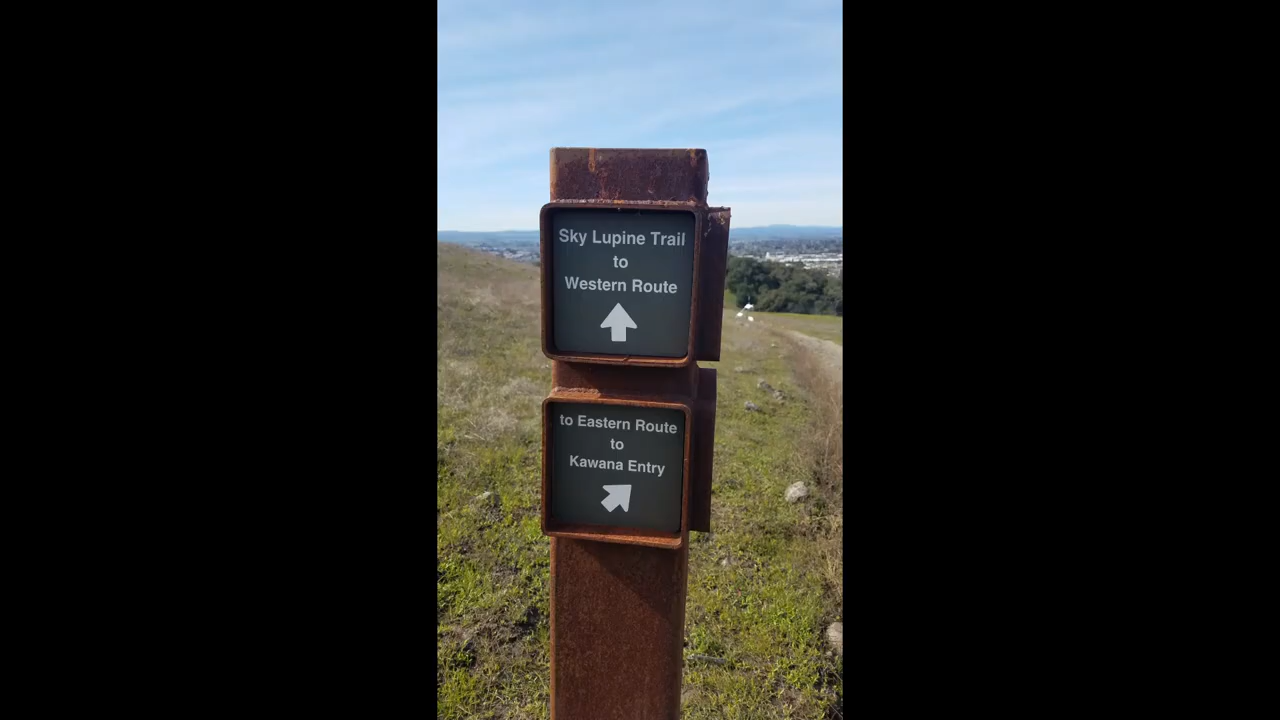 Sky Lupine Trail
to
Western Route
to Eastern Route
to
Kawana Entry